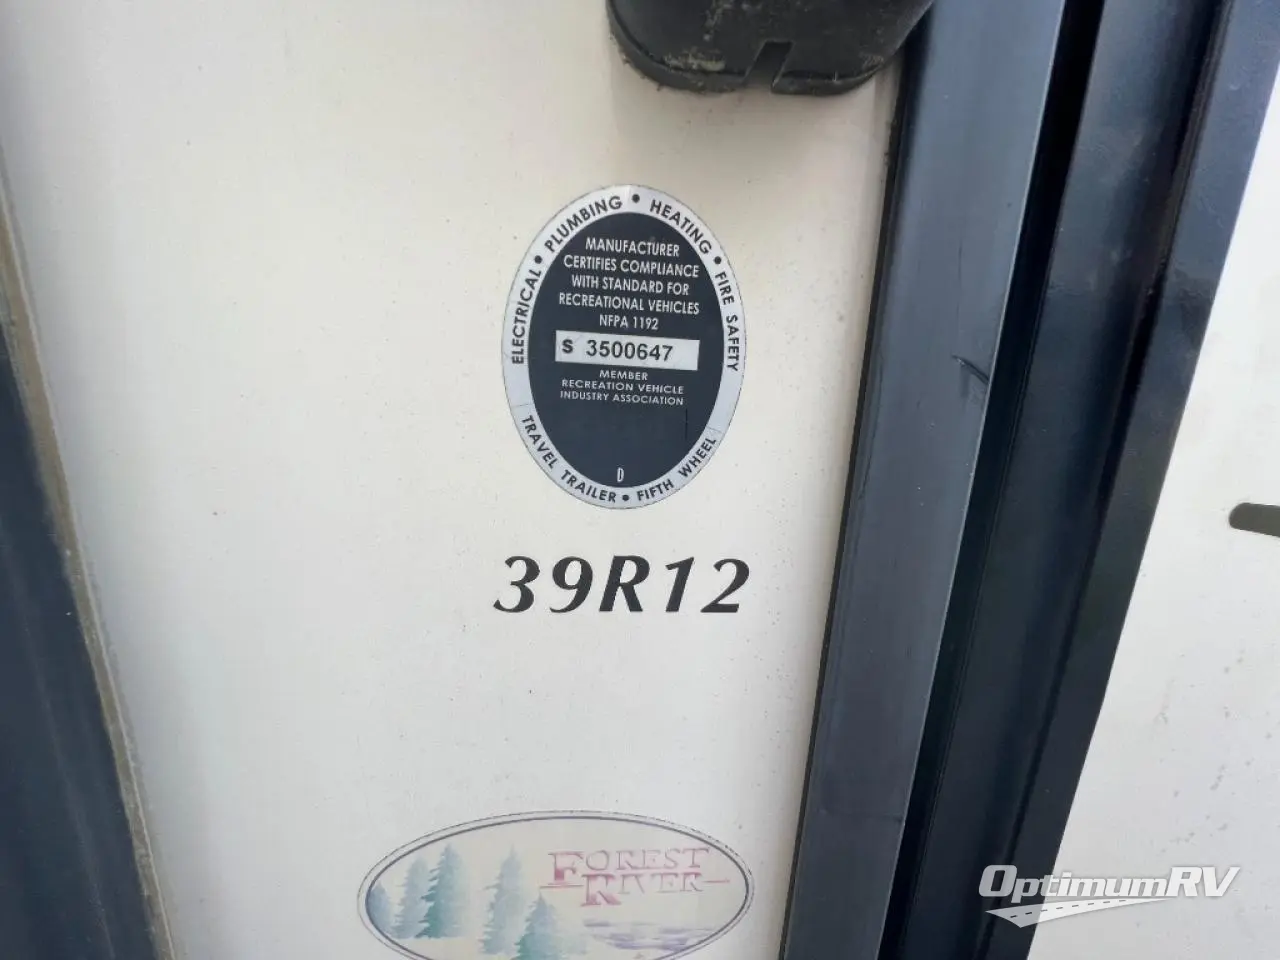 ELECTRICAL • PLUMBING • HEATING • FIRE SAFETY
MANUFACTURER
CERTIFIES COMPLIANCE
WITH STANDARD FOR
RECREATIONAL VEHICLES
NFPA 1192
S 3500647
MEMBER
RECREATION VEHICLE
INDUSTRY ASSOCIATION
D
TRAVEL TRAILER • FIFTH WHEEL
39R12
FOREST
RIVER
OPTIMUMRV